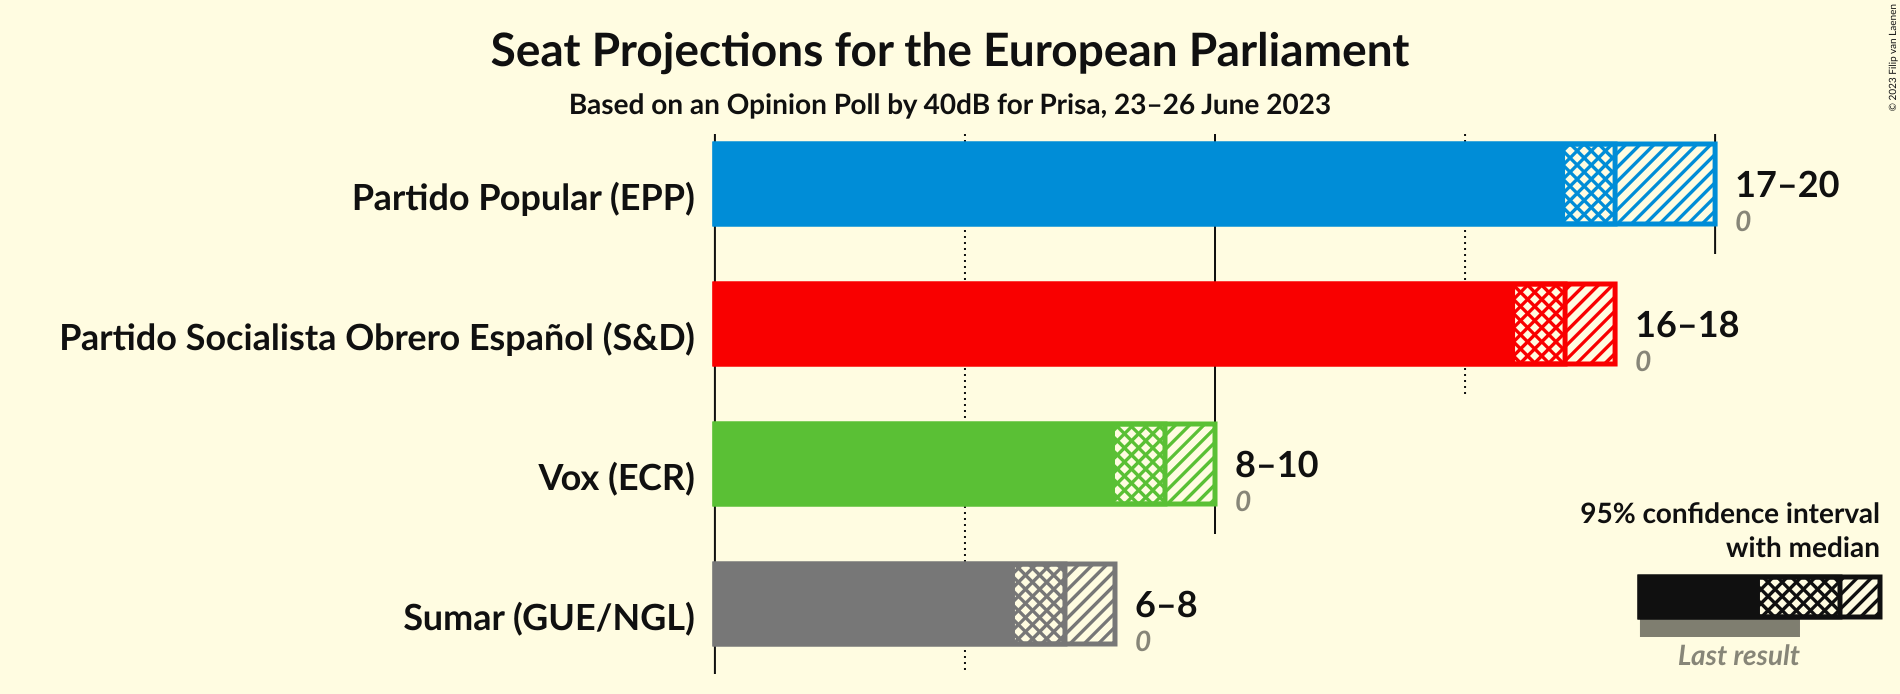 Seat Projections for the European Parliament
Based on an Opinion Poll by 40dB for Prisa, 23–26 June 2023
© 2023 Filip van Laenen
Partido Popular (EPP)
17–20
0
Partido Socialista Obrero Español (S&D)
16–18
0
Vox (ECR)
8–10
0
Sumar (GUE/NGL)
6–8
0
95% confidence interval
with median
Last result